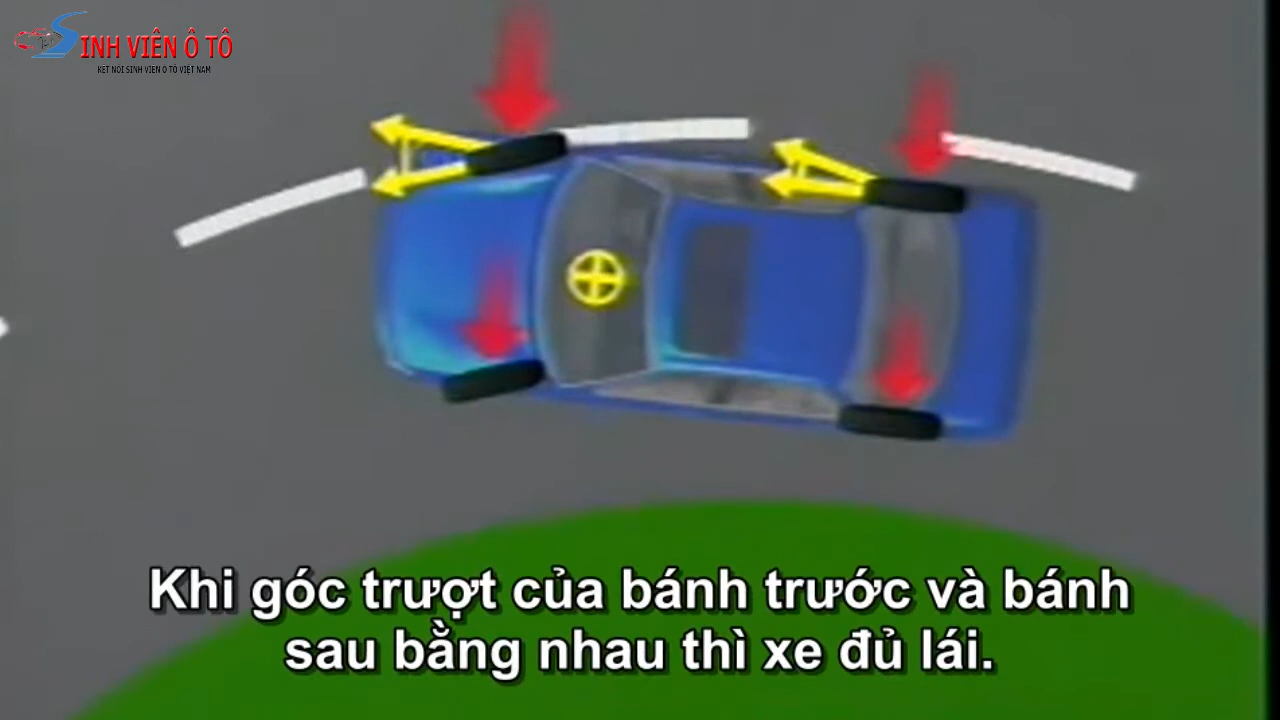 SINH VIÊN Ô TÔ
KẾT NỐI SINH VIÊN Ô TÔ VIỆT NAM
Khi góc trượt của bánh trước và bánh
sau bằng nhau thì xe đủ lái.